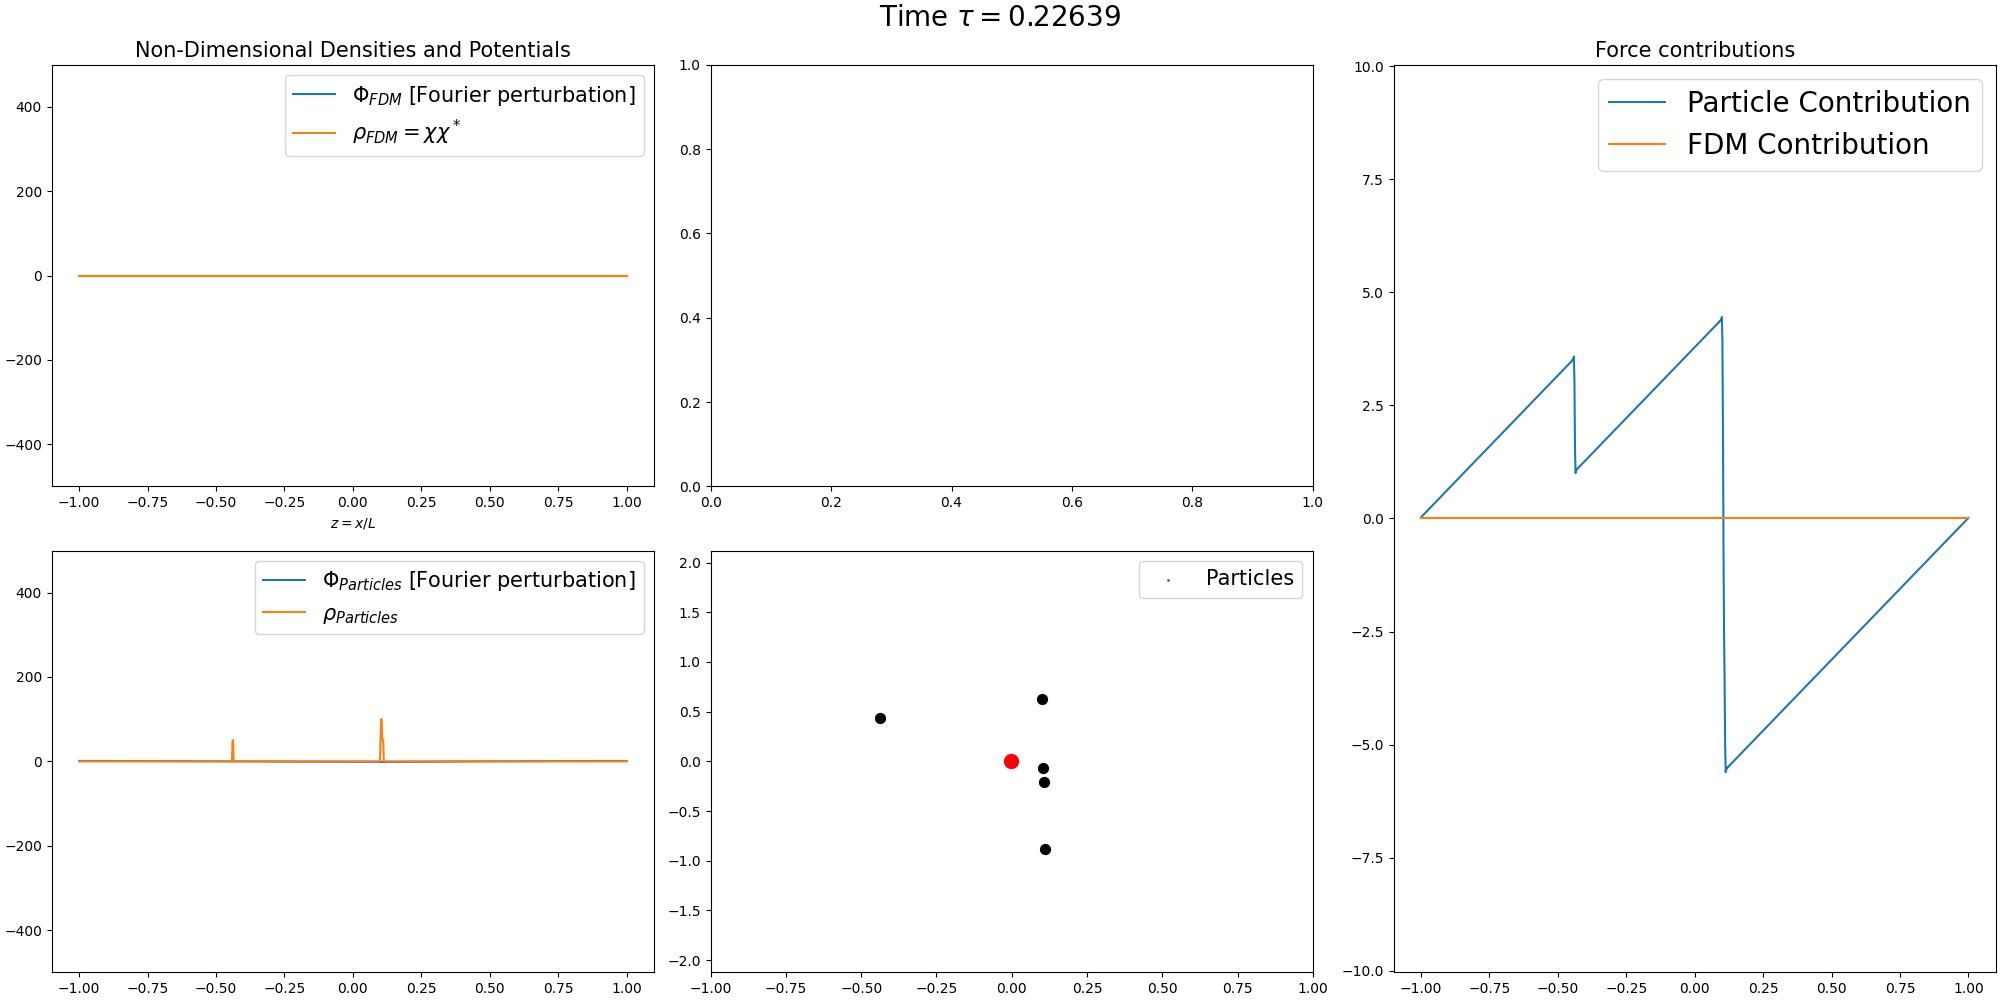 Time τ = 0.22639
Non-Dimensional Densities and Potentials
Φ_FDM [Fourier perturbation]
ρ_FDM = χχ*
400
200
0
−200
−400
−1.00 −0.75 −0.50 −0.25 0.00 0.25 0.50 0.75 1.00
z = x/L
1.0
0.8
0.6
0.4
0.2
0.0
0.0 0.2 0.4 0.6 0.8 1.0
Force contributions
Particle Contribution
FDM Contribution
10.0
7.5
5.0
2.5
0.0
−2.5
−5.0
−7.5
−10.0
−1.00 −0.75 −0.50 −0.25 0.00 0.25 0.50 0.75 1.00
Φ_Particles [Fourier perturbation]
ρ_Particles
400
200
0
−200
−400
−1.00 −0.75 −0.50 −0.25 0.00 0.25 0.50 0.75 1.00
Particles
2.0
1.5
1.0
0.5
0.0
−0.5
−1.0
−1.5
−2.0
−1.00 −0.75 −0.50 −0.25 0.00 0.25 0.50 0.75 1.00